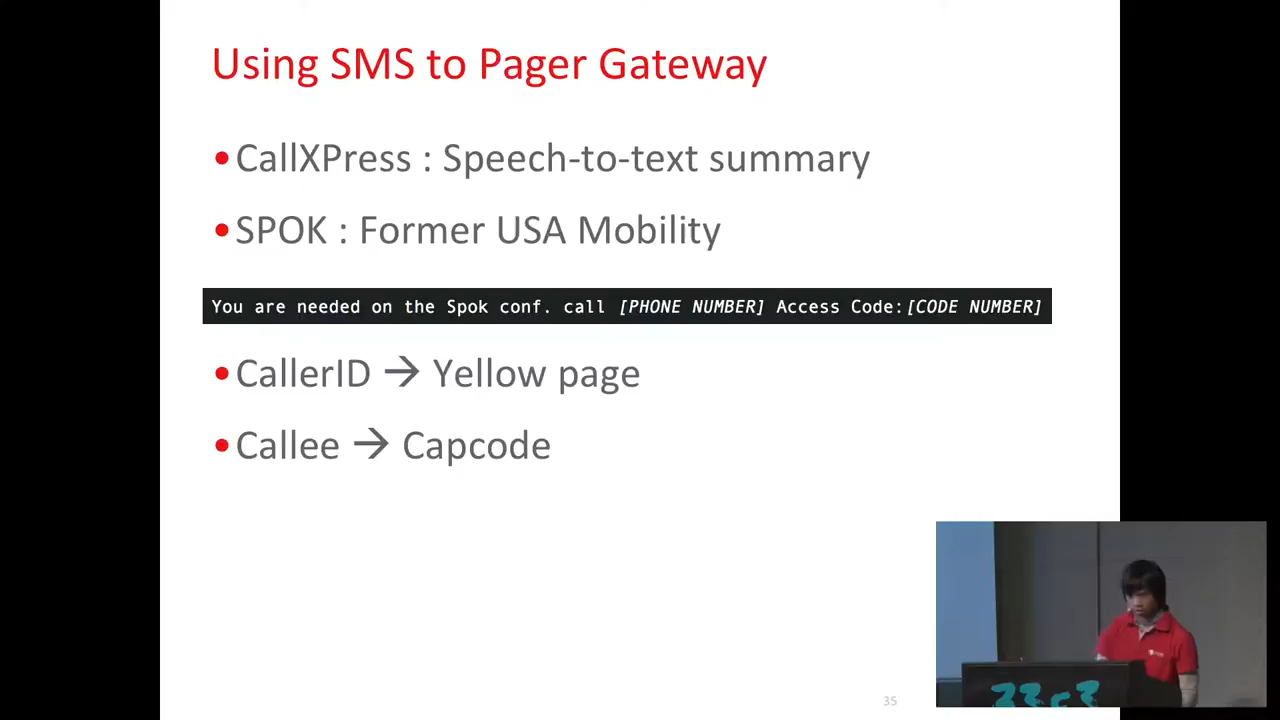 Using SMS to Pager Gateway
•CallXPress : Speech-to-text summary
•SPOK : Former USA Mobility
You are needed on the Spok conf. call [PHONE NUMBER] Access Code:[CODE NUMBER]
•CallerID → Yellow page
•Callee → Capcode
35
33c3